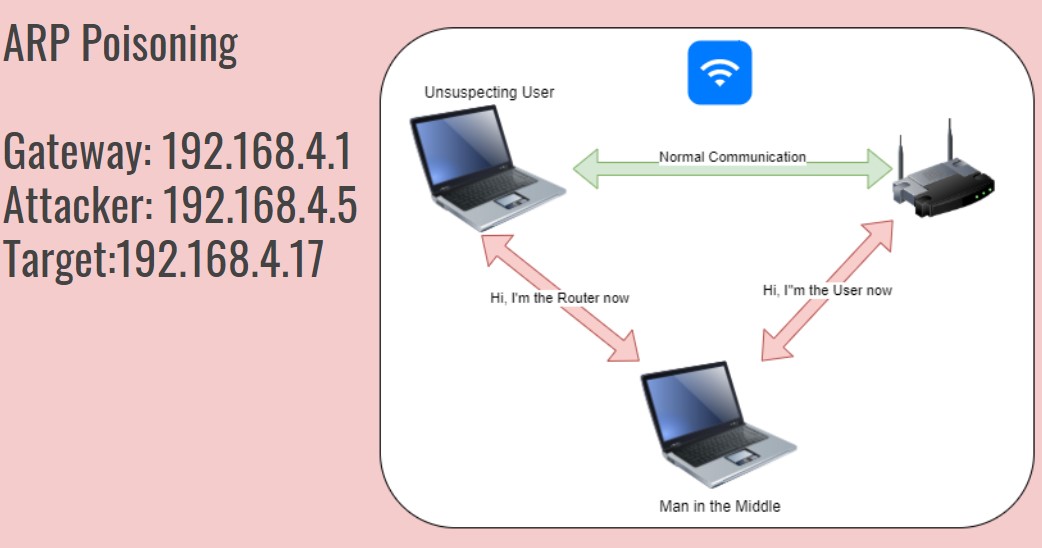 ARP Poisoning
Gateway: 192.168.4.1
Attacker: 192.168.4.5
Target:192.168.4.17
Unsuspecting User
Normal Communication
Hi, I'm the Router now
Hi, I"m the User now
Man in the Middle